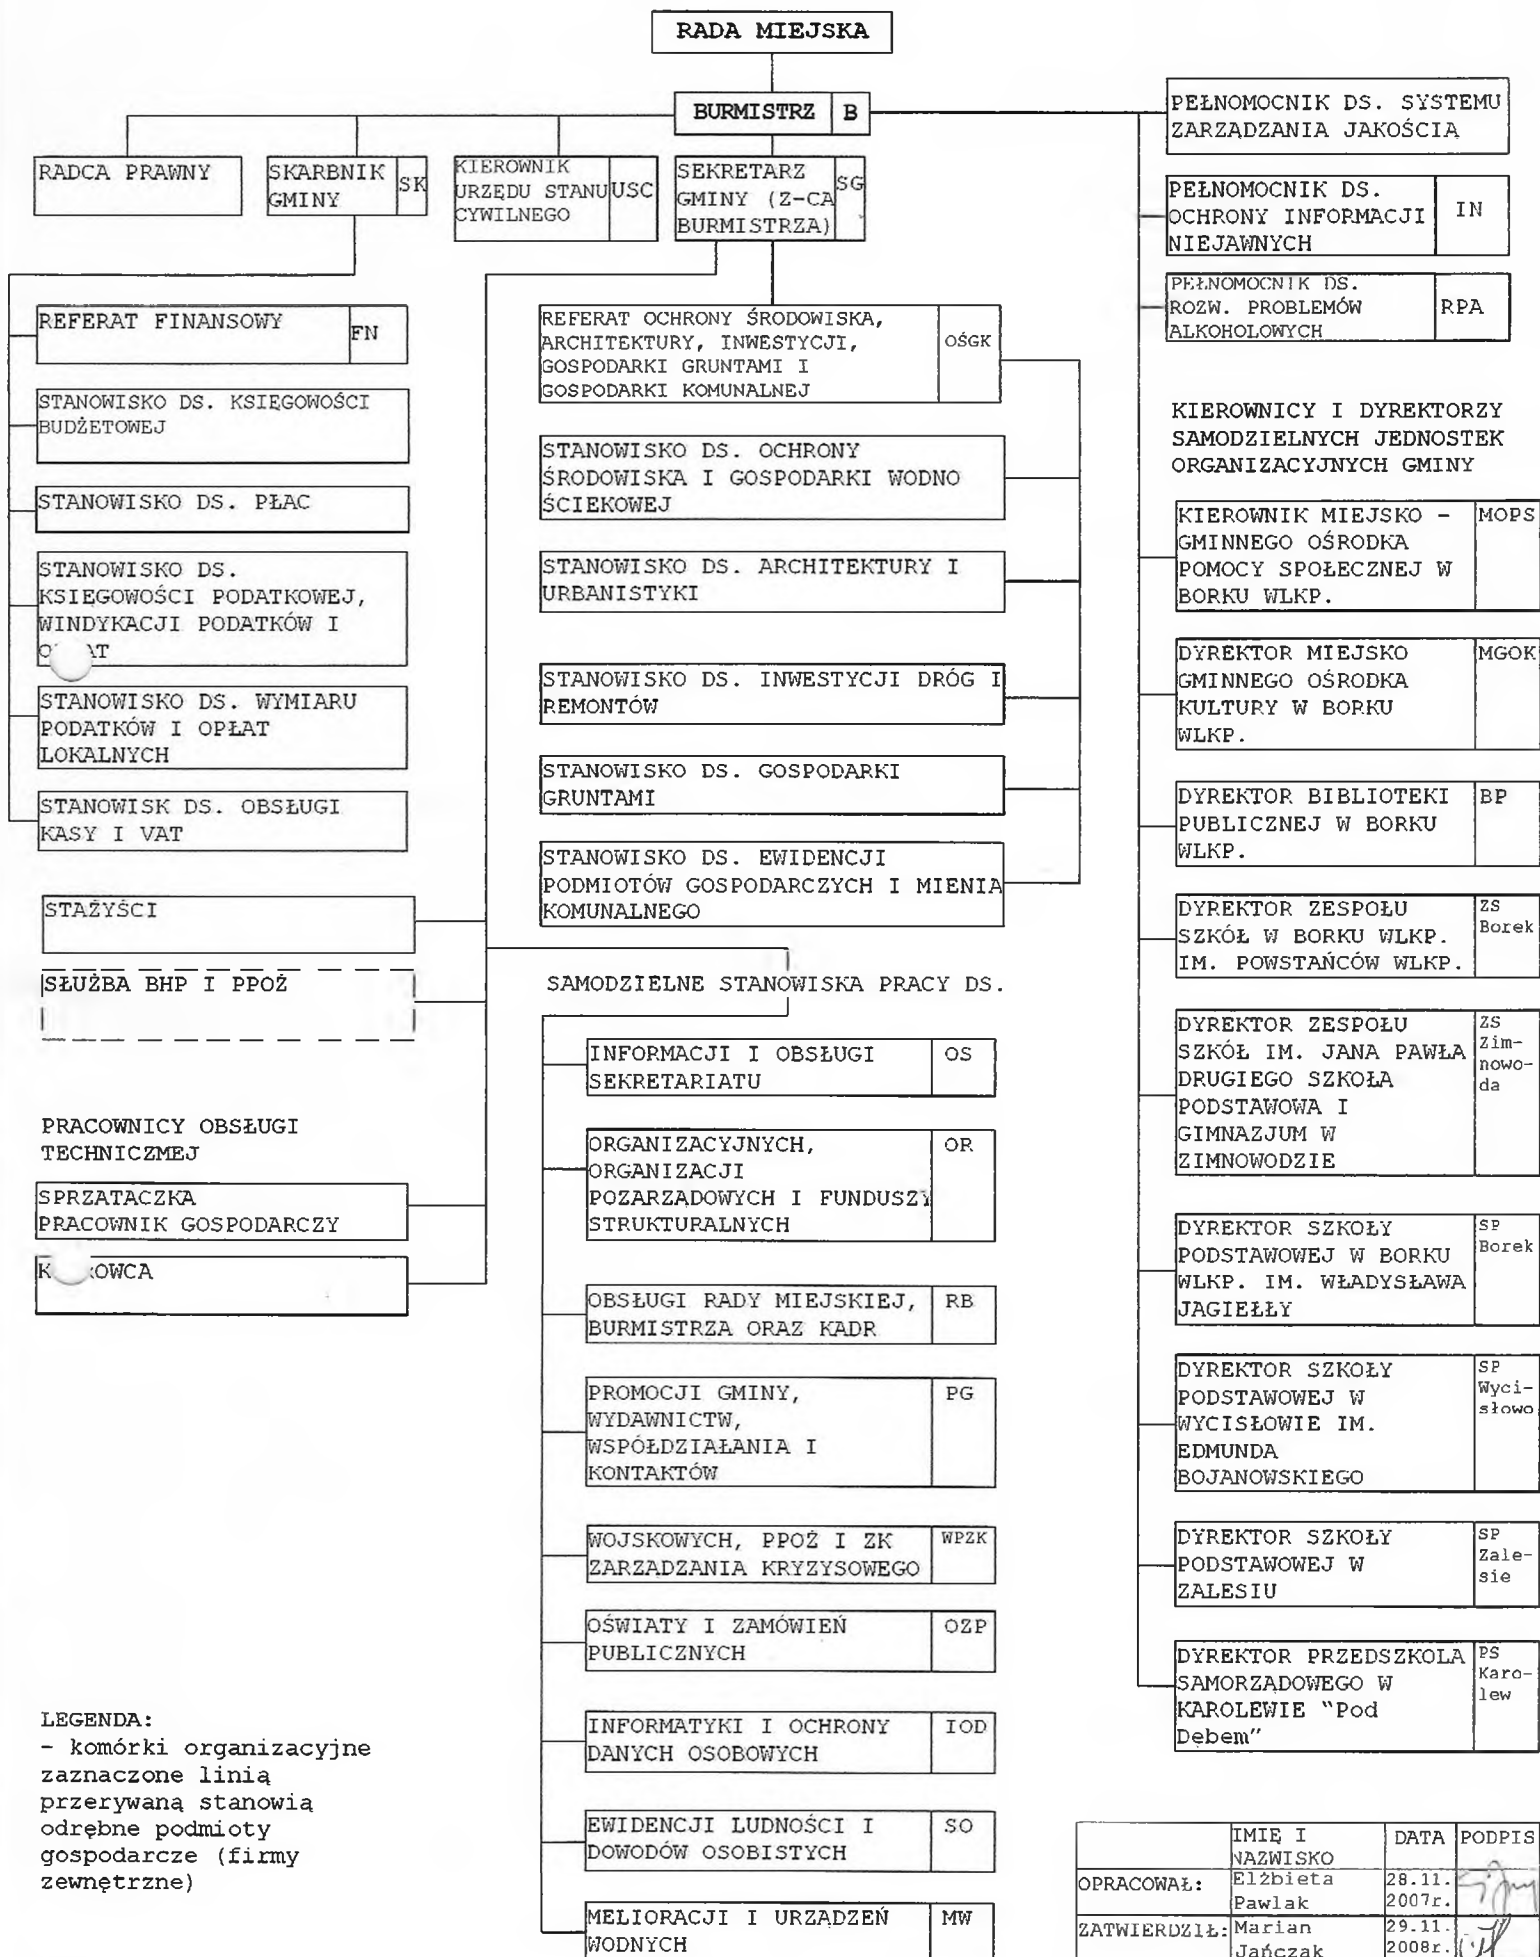 RADA MIEJSKA
BURMISTRZ B
RADCA PRAWNY
SKARBNIK
GMINY
SK
KIEROWNIK
URZĘDU STANU
CYWILNEGO
USC
SEKRETARZ
GMINY (Z-CA
BURMISTRZA)
SG
PEŁNOMOCNIK DS. SYSTEMU
ZARZĄDZANIA JAKOŚCIA
PEŁNOMOCNIK DS.
OCHRONY INFORMACJI
NIEJAWNYCH
IN
PEŁNOMOCNIK DS.
ROZW. PROBLEMÓW
ALKOHOLOWYCH
RPA
REFERAT FINANSOWY
FN
STANOWISKO DS. KSIĘGOWOŚCI
BUDŻETOWEJ
STANOWISKO DS. PŁAC
STANOWISKO DS.
KSIĘGOWOŚCI PODATKOWEJ,
WINDYKACJI PODATKÓW I
STANOWISKO DS. WYMIARU
PODATKÓW I OPŁAT
LOKALNYCH
STANOWISK DS. OBSŁUGI
KASY I VAT
STAŻYŚCI
SŁUŻBA BHP I PPOŻ
PRACOWNICY OBSŁUGI
TECHNICZMEJ
SPRZATACZKA
PRACOWNIK GOSPODARCZY
REFERAT OCHRONY ŚRODOWISKA,
ARCHITEKTURY, INWESTYCJI,
GOSPODARKI GRUNTAMI I
GOSPODARKI KOMUNALNEJ
OŚGK
STANOWISKO DS. OCHRONY
ŚRODOWISKA I GOSPODARKI WODNO
ŚCIEKOWEJ
STANOWISKO DS. ARCHITEKTURY I
URBANISTYKI
STANOWISKO DS. INWESTYCJI DRÓG I
REMONTÓW
STANOWISKO DS. GOSPODARKI
GRUNTAMI
STANOWISKO DS. EWIDENCJI
PODMIOTÓW GOSPODARCZYCH I MIENIA
KOMUNALNEGO
SAMODZIELNE STANOWISKA PRACY DS.
INFORMACJI I OBSŁUGI
SEKRETARIATU
OS
ORGANIZACYJNYCH,
ORGANIZACJI
POZARZADOWYCH I FUNDUSZY
STRUKTURALNYCH
OR
OBSŁUGI RADY MIEJSKIEJ,
BURMISTRZA ORAZ KADR
RB
PROMOCJI GMINY,
WYDAWNICTW,
WSPÓŁDZIAŁANIA I
KONTAKTÓW
PG
WOJSKOWYCH, PPOŻ I ZK
ZARZADZANIA KRYZYSOWEGO
WPZK
OŚWIATY I ZAMÓWIEŃ
PUBLICZNYCH
OZP
INFORMATYKI I OCHRONY
DANYCH OSOBOWYCH
IOD
EWIDENCJI LUDNOŚCI I
DOWODÓW OSOBISTYCH
SO
MELIORACJI I URZĄDZEŃ
WODNYCH
MW
KIEROWNICY I DYREKTORZY
SAMODZIELNYCH JEDNOSTEK
ORGANIZACYJNYCH GMINY
KIEROWNIK MIEJSKO –
GMINNEGO OŚRODKA
POMOCY SPOŁECZNEJ W
BORKU WLKP.
MOPS
DYREKTOR MIEJSKO
GMINNEGO OŚRODKA
KULTURY W BORKU
WLKP.
MGOK
DYREKTOR BIBLIOTEKI
PUBLICZNEJ W BORKU
WLKP.
BP
DYREKTOR ZESPOŁU
SZKÓŁ W BORKU WLKP.
IM. POWSTAŃCÓW WLKP.
ZS
Borek
DYREKTOR ZESPOŁU
SZKÓŁ IM. JANA PAWŁA
DRUGIEGO SZKOŁA
PODSTAWOWA I
GIMNAZJUM W
ZIMNOWODZIE
ZS
Zim-
nowo-
da
DYREKTOR SZKOŁY
PODSTAWOWEJ W BORKU
WLKP. IM. WŁADYSŁAWA
JAGIEŁŁY
SP
Borek
DYREKTOR SZKOŁY
PODSTAWOWEJ W
WYCISŁOWIE IM.
EDMUNDA
BOJANOWSKIEGO
SP
Wyci-
słowo
DYREKTOR SZKOŁY
PODSTAWOWEJ W
ZALESIU
SP
Zale-
sie
DYREKTOR PRZEDSZKOLA
SAMORZĄDOWEGO W
KAROLEWIE "Pod
Dębem"
PS
Karo-
lew
LEGENDA:
- komórki organizacyjne
zaznaczone linią
przerywaną stanowią
odrębne podmioty
gospodarcze (firmy
zewnętrzne)
IMIĘ I
NAZWISKO
DATA
PODPIS
OPRACOWAŁ:
Elżbieta
Pawlak
28.11.
2007r.
ZATWIERDZIŁ:
Marian
Jańczak
29.11.
2008r.